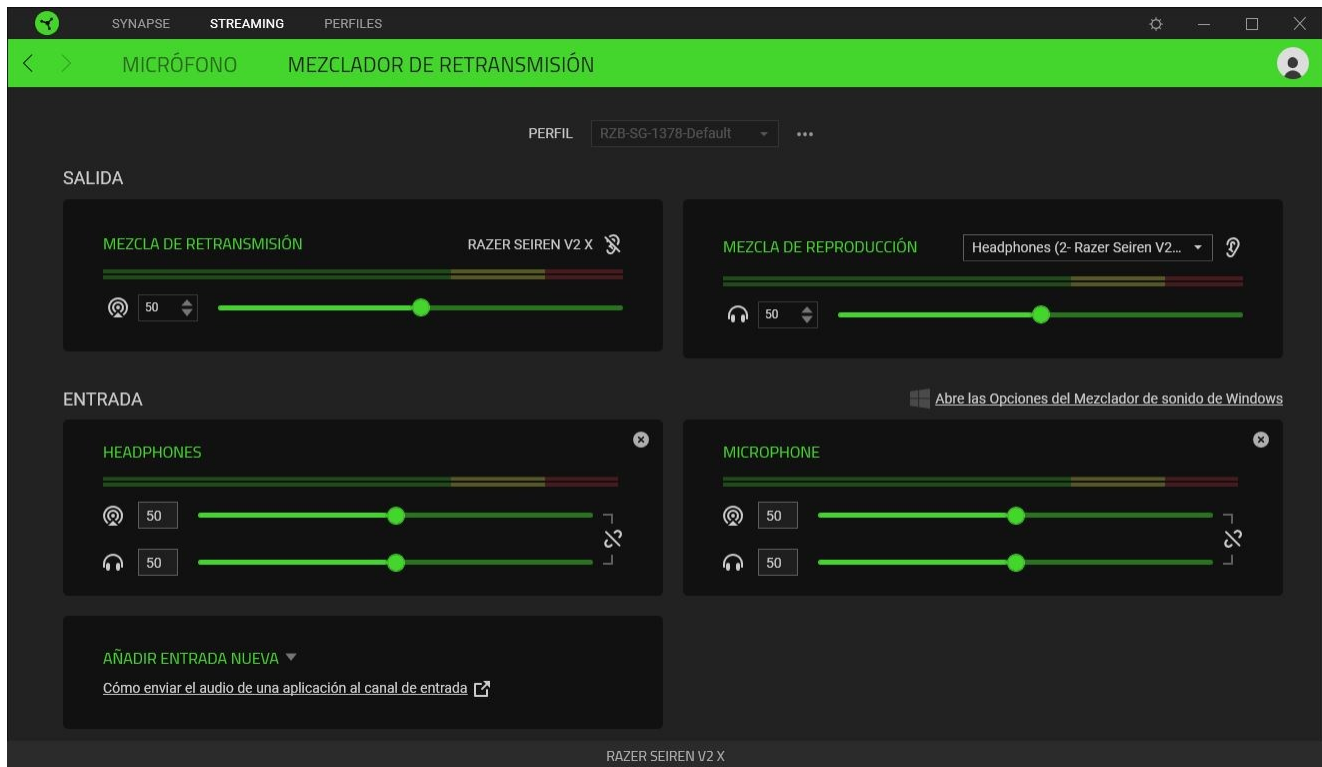 SYNAPSE STREAMING PERFILES
MICRÓFONO MEZCLADOR DE RETRANSMISIÓN
PERFIL RZB-SG-1378-Default
SALIDA
MEZCLA DE RETRANSMISIÓN RAZER SEIREN V2 X
50
MEZCLA DE REPRODUCCIÓN Headphones (2- Razer Seiren V2...
50
ENTRADA
Abre las Opciones del Mezclador de sonido de Windows
HEADPHONES
50
50
MICROPHONE
50
50
AÑADIR ENTRADA NUEVA
Cómo enviar el audio de una aplicación al canal de entrada
RAZER SEIREN V2 X